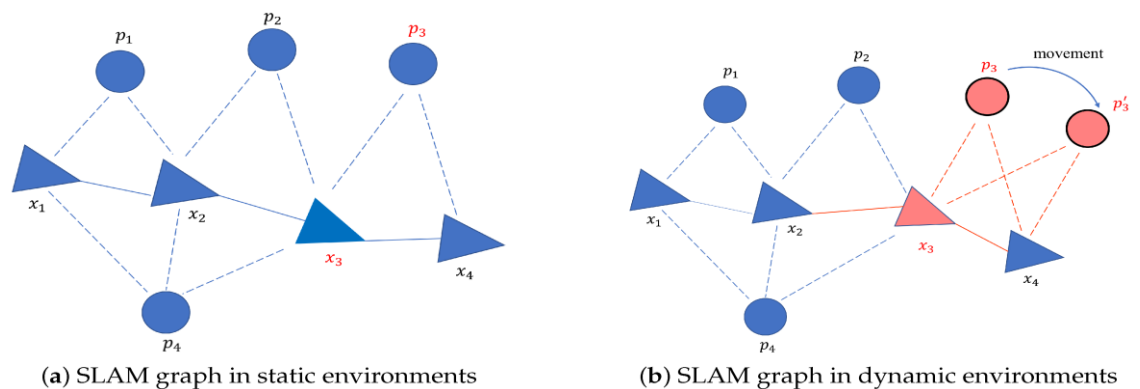 p₁
p₂
p₃
x₁
x₂
x₃
x₄
p₄
(a) SLAM graph in static environments
p₁
p₂
p₃
movement
p₃′
x₁
x₂
x₃
x₄
p₄
(b) SLAM graph in dynamic environments